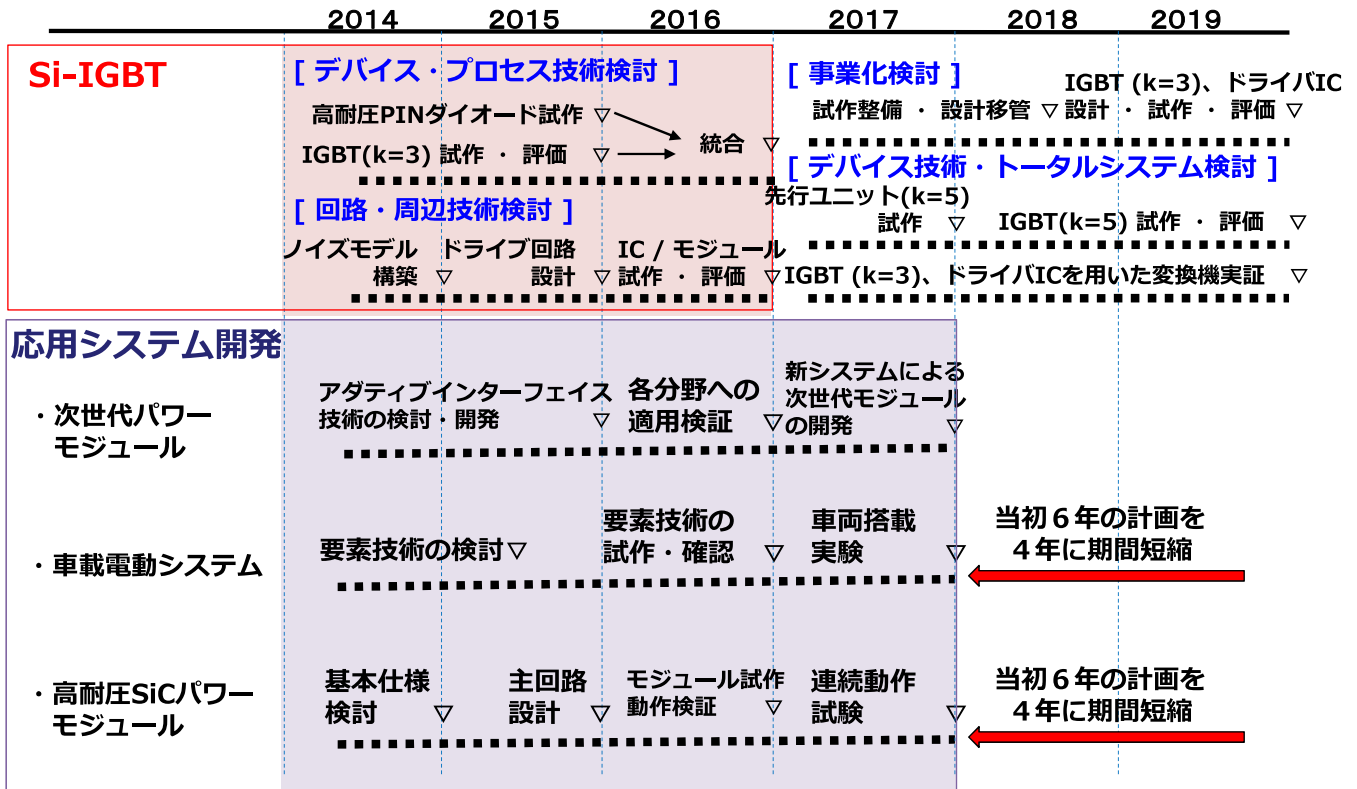 2014 2015 2016 2017 2018 2019
Si-IGBT
[ デバイス・プロセス技術検討 ]
高耐圧PINダイオード試作 ▽
IGBT(k=3) 試作 ・ 評価 ▽
統合 ▽
[ 回路・周辺技術検討 ]
ノイズモデル
構築 ▽
ドライブ回路
設計 ▽
IC / モジュール
試作 ・ 評価 ▽
[ 事業化検討 ]
試作整備 ・ 設計移管 ▽
IGBT (k=3)、ドライバIC
設計 ・ 試作 ・ 評価 ▽
[ デバイス技術・トータルシステム検討 ]
先行ユニット(k=5)
試作 ▽
IGBT(k=5) 試作 ・ 評価 ▽
IGBT (k=3)、ドライバICを用いた変換機実証 ▽
応用システム開発
・次世代パワー
モジュール
アダティブインターフェイス
技術の検討・開発 ▽
各分野への
適用検証 ▽
新システムによる
次世代モジュール
の開発 ▽
・車載電動システム
要素技術の検討▽
要素技術の
試作・確認 ▽
車両搭載
実験 ▽
当初６年の計画を
４年に期間短縮
・高耐圧SiCパワー
モジュール
基本仕様
検討 ▽
主回路
設計 ▽
モジュール試作
動作検証 ▽
連続動作
試験 ▽
当初６年の計画を
４年に期間短縮